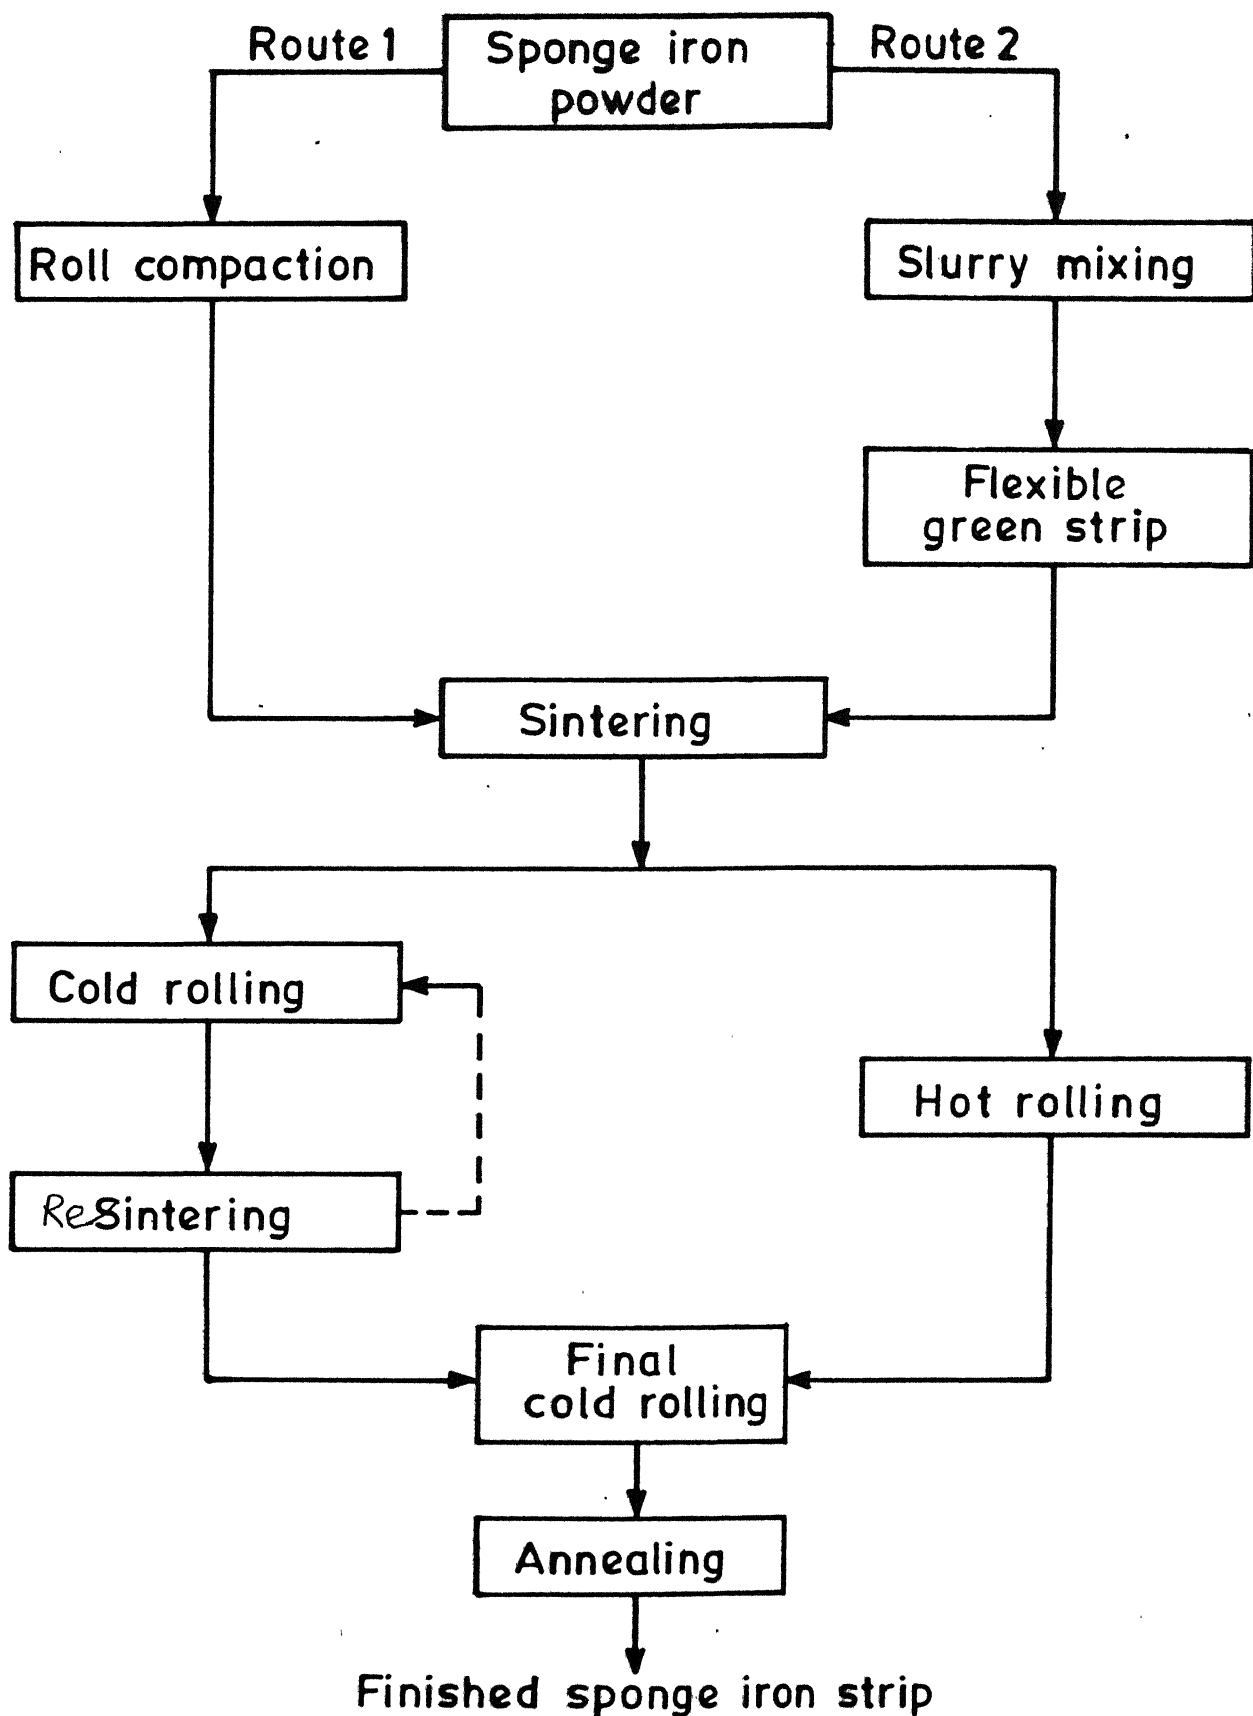 Route 1
Sponge iron
powder
Route 2
Roll compaction
Slurry mixing
Flexible
green strip
Sintering
Cold rolling
Hot rolling
ReSintering
Final
cold rolling
Annealing
Finished sponge iron strip